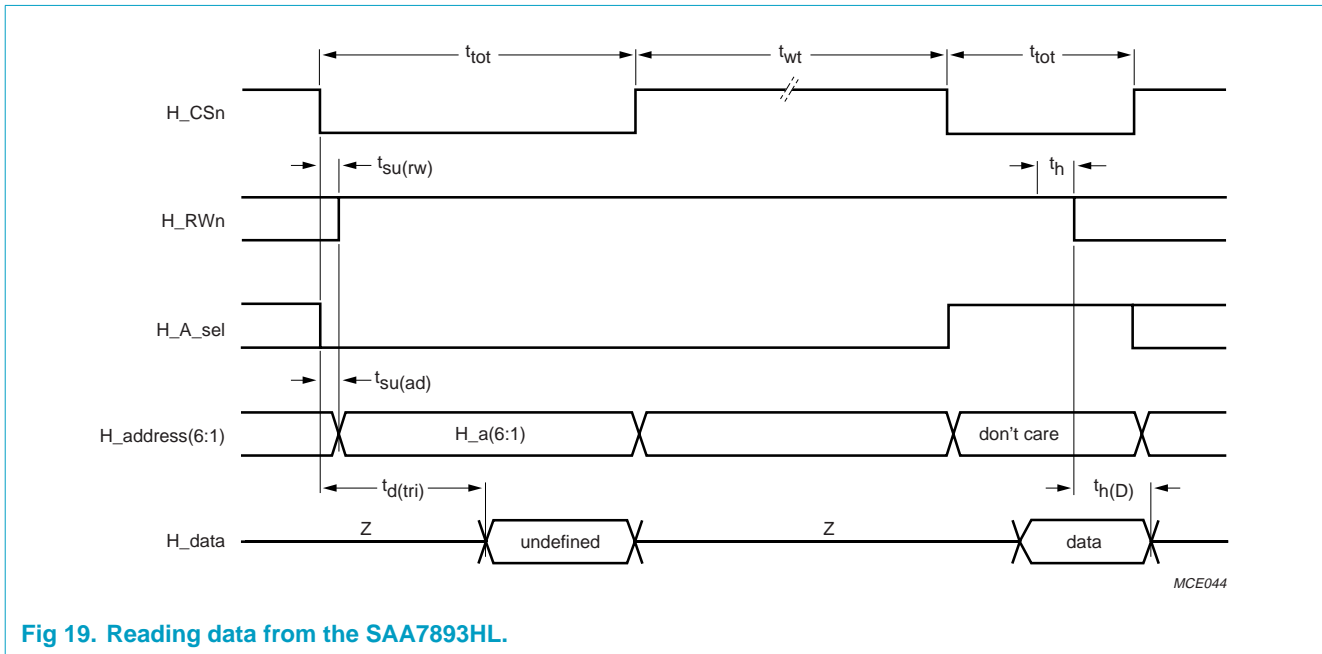 t_tot t_wt t_tot
H_CSn
t_su(rw) t_h
H_RWn
H_A_sel
t_su(ad)
H_address(6:1) H_a(6:1) don't care
t_d(tri) t_h(D)
H_data Z undefined Z data
MCE044
Fig 19. Reading data from the SAA7893HL.